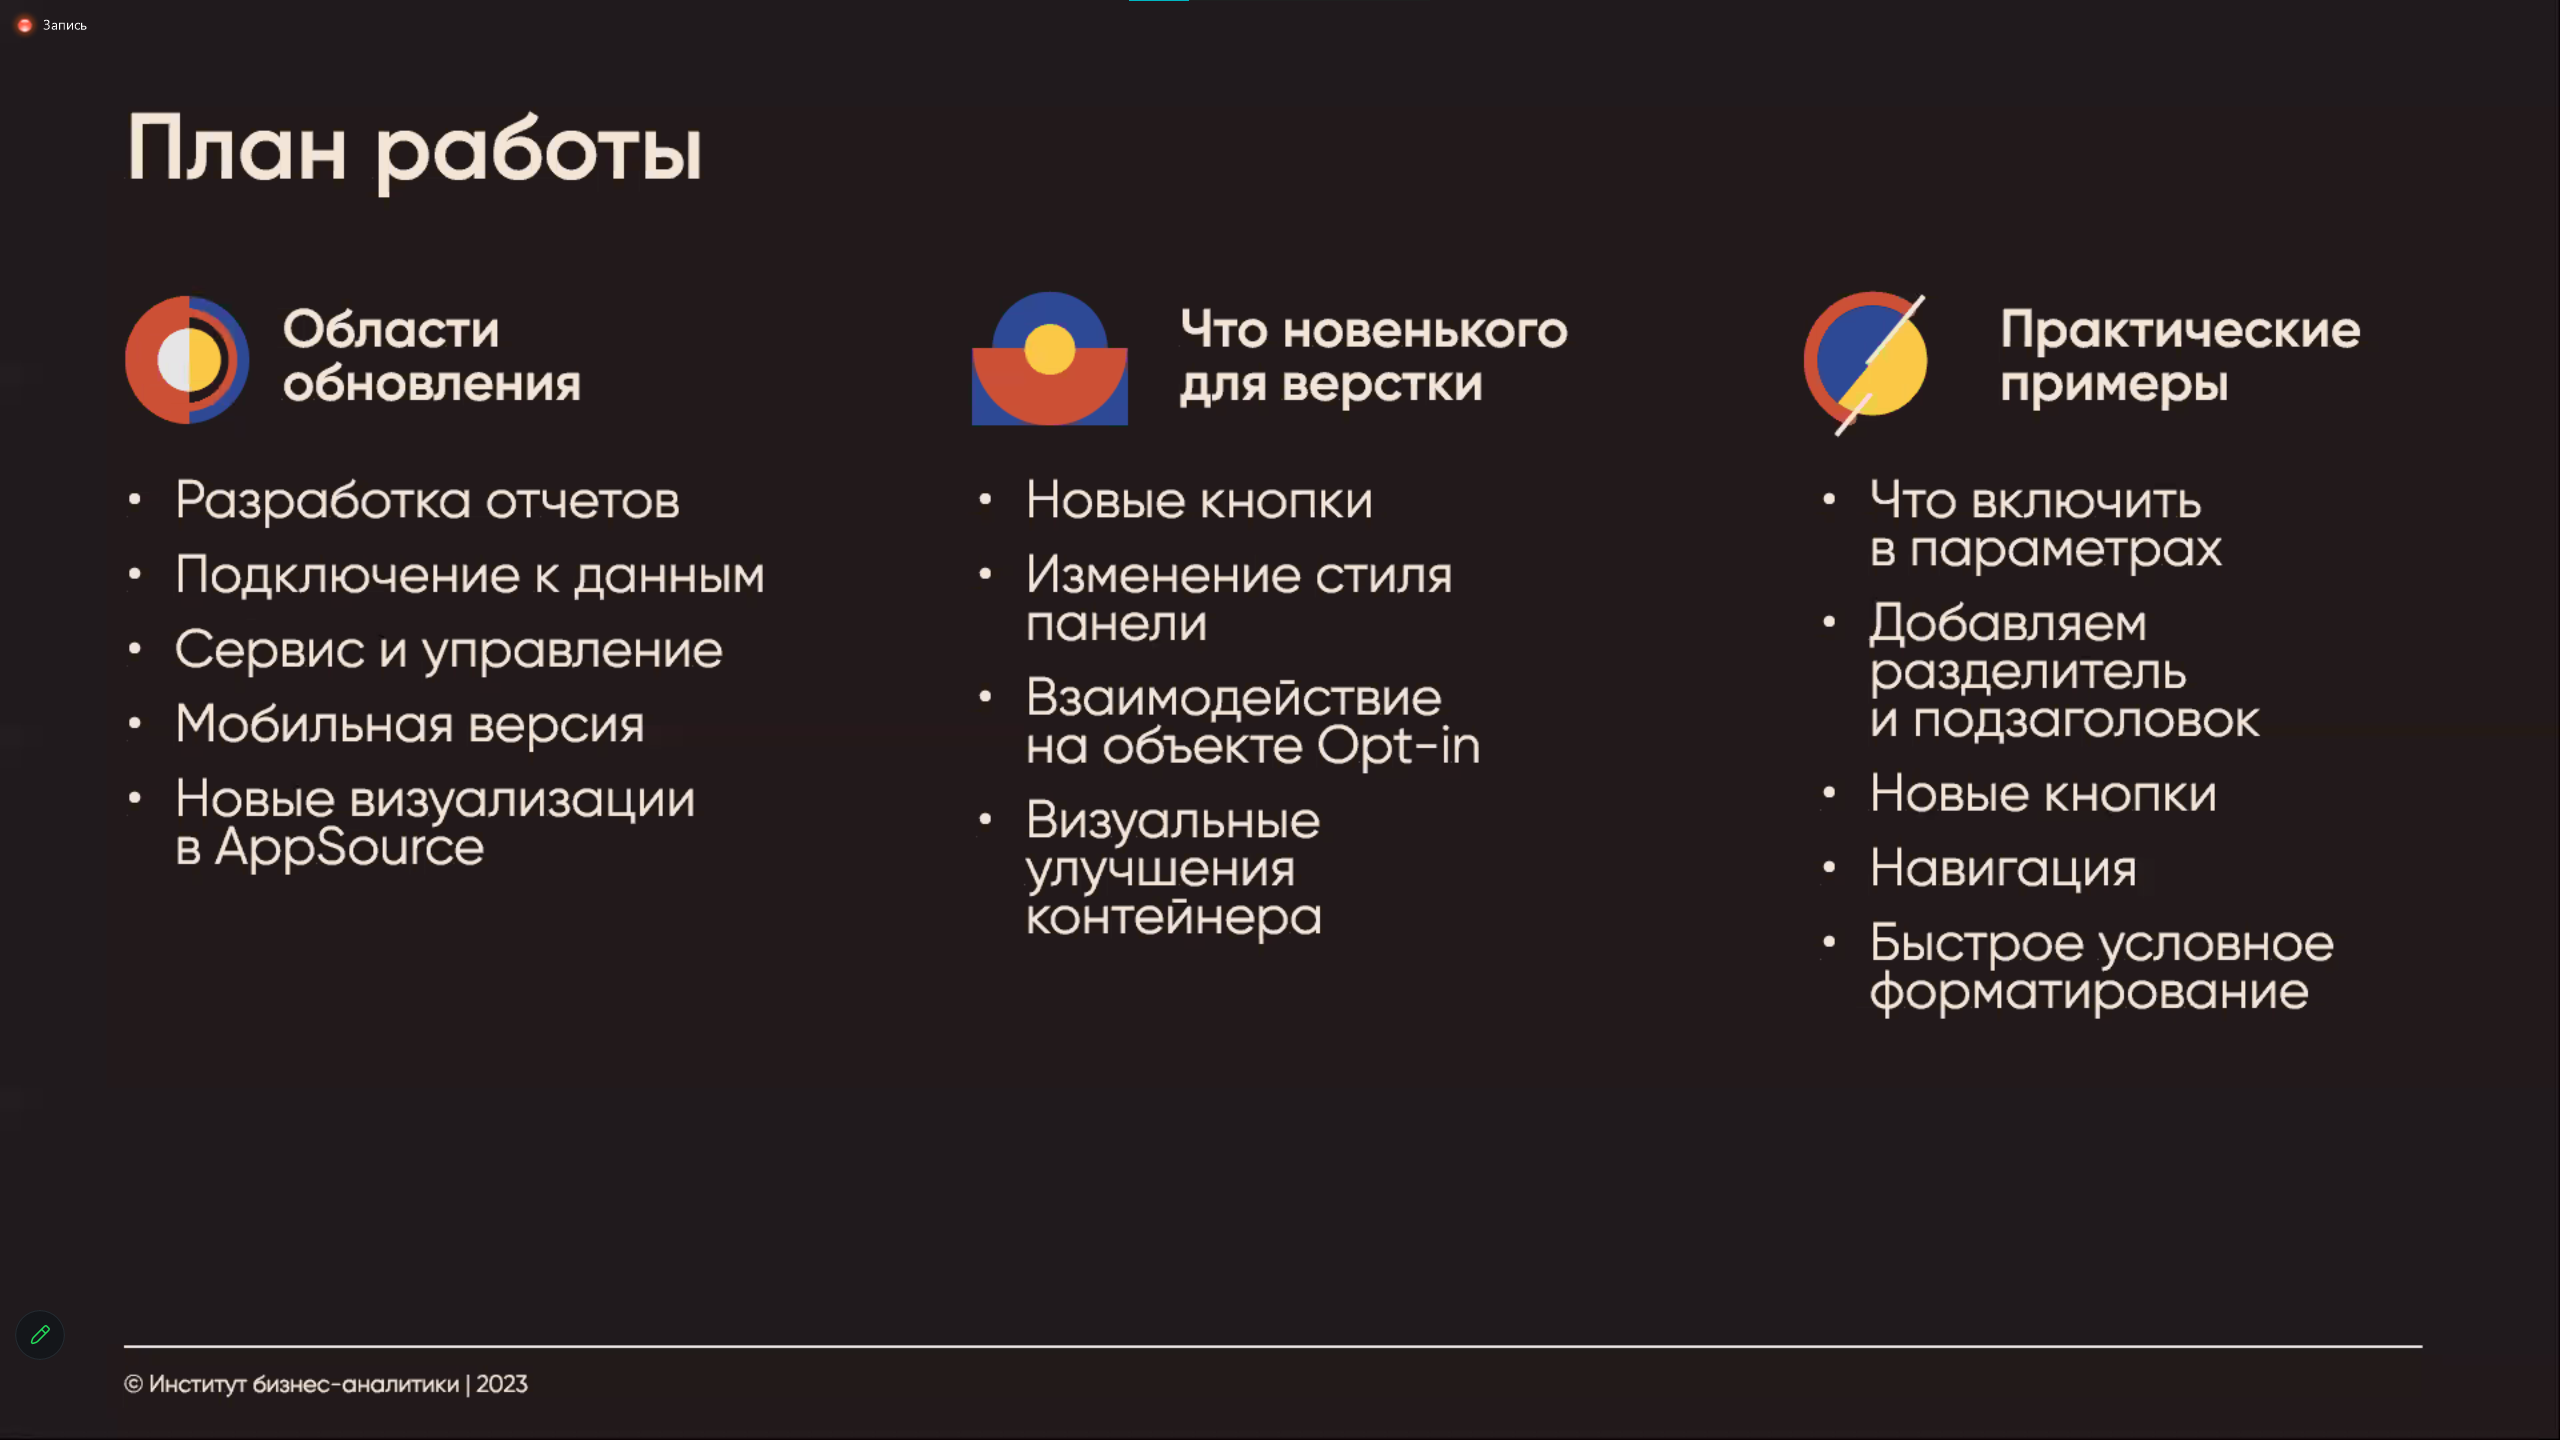 Запись
План работы
Области
обновления
• Разработка отчетов
• Подключение к данным
• Сервис и управление
• Мобильная версия
• Новые визуализации
в AppSource
Что новенького
для верстки
• Новые кнопки
• Изменение стиля
панели
• Взаимодействие
на объекте Opt-in
• Визуальные
улучшения
контейнера
Практические
примеры
• Что включить
в параметрах
• Добавляем
разделитель
и подзаголовок
• Новые кнопки
• Навигация
• Быстрое условное
форматирование
© Институт бизнес-аналитики | 2023